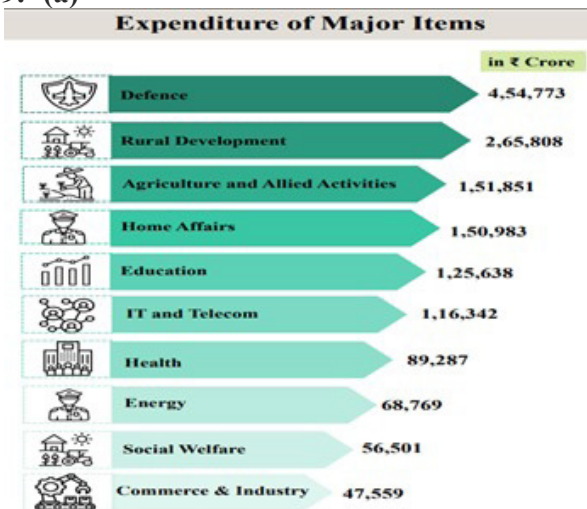 9. (a)
Expenditure of Major Items
in ₹ Crore
Defence 4,54,773
Rural Development 2,65,808
Agriculture and Allied Activities 1,51,851
Home Affairs 1,50,983
Education 1,25,638
IT and Telecom 1,16,342
Health 89,287
Energy 68,769
Social Welfare 56,501
Commerce & Industry 47,559